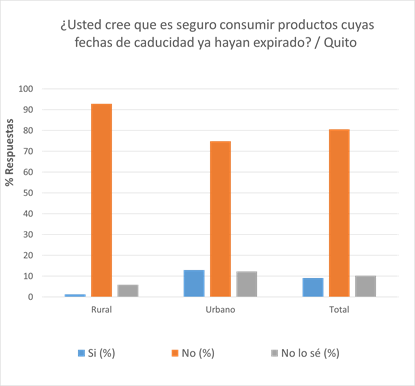 ¿Usted cree que es seguro consumir productos cuyas
fechas de caducidad ya hayan expirado? / Quito
100
90
80
70
60
50
40
30
20
10
0
% Respuestas
Rural Urbano Total
Si (%) No (%) No lo sé (%)